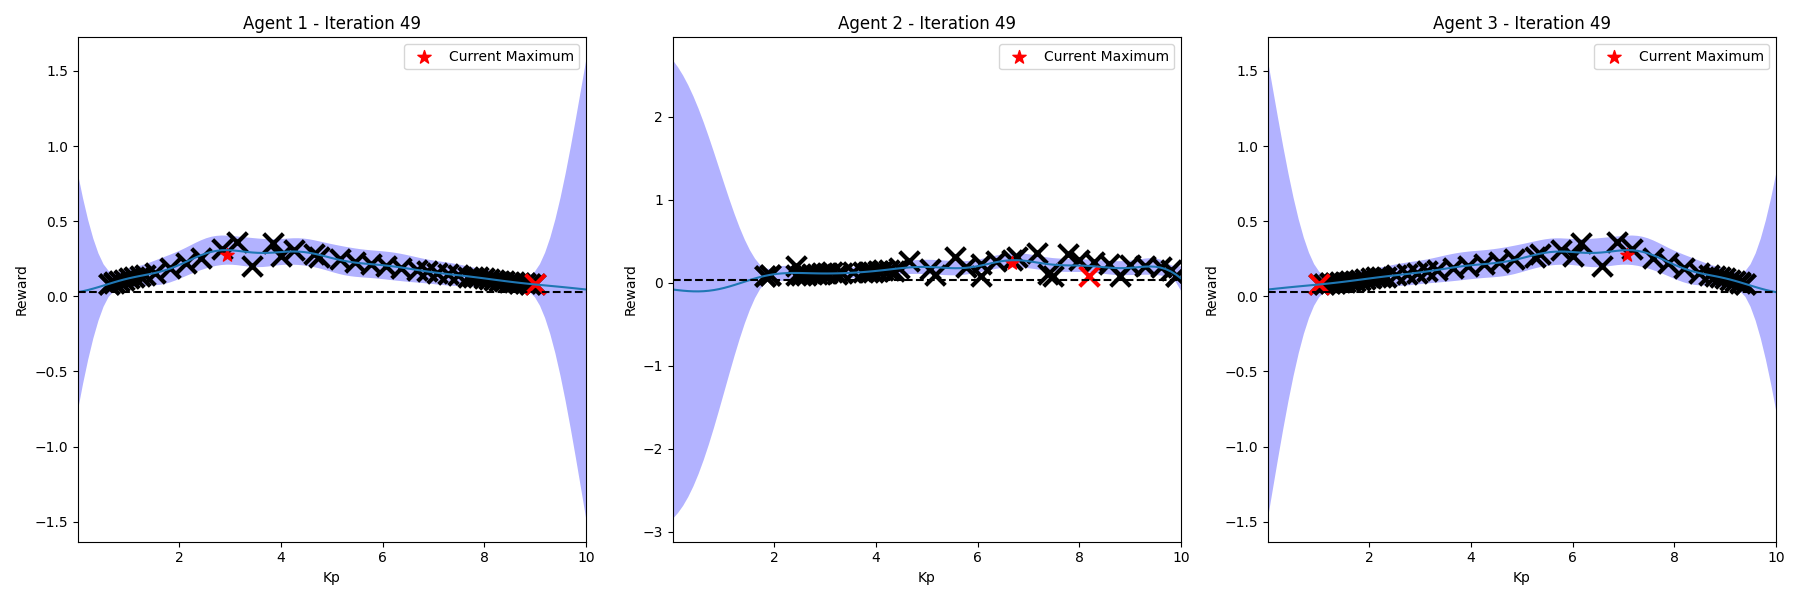 Agent 1 - Iteration 49
Current Maximum
1.5
1.0
0.5
0.0
−0.5
−1.0
−1.5
Reward
2
4
6
8
10
Kp
Agent 2 - Iteration 49
Current Maximum
2
1
0
−1
−2
−3
Reward
2
4
6
8
10
Kp
Agent 3 - Iteration 49
Current Maximum
1.5
1.0
0.5
0.0
−0.5
−1.0
−1.5
Reward
2
4
6
8
10
Kp